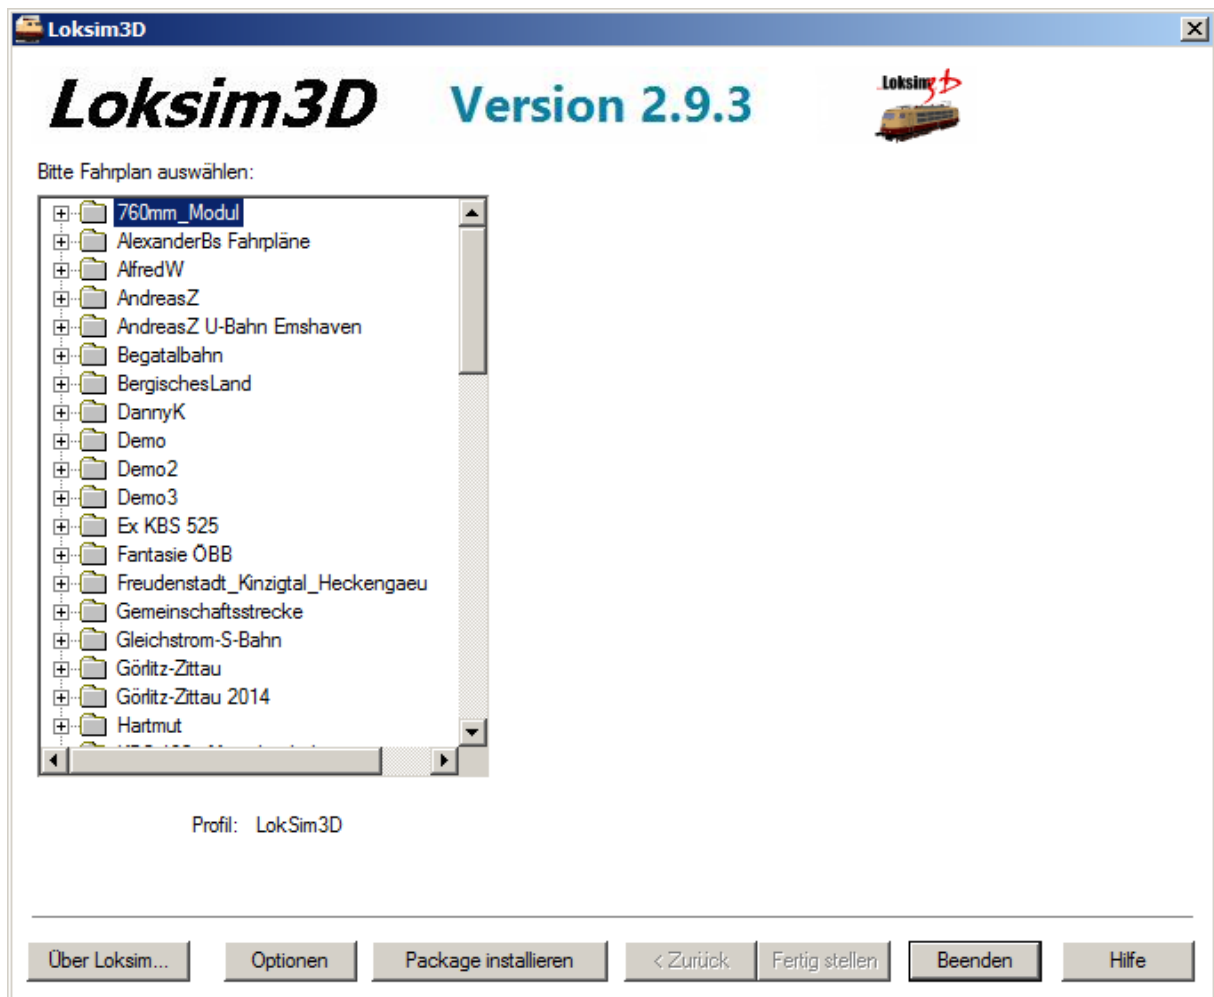 Loksim3D
Loksim3D Version 2.9.3 Loksim3D
Bitte Fahrplan auswählen:
760mm_Modul
AlexanderBs Fahrpläne
AlfredW
AndreasZ
AndreasZ U-Bahn Emshaven
Begatalbahn
BergischesLand
DannyK
Demo
Demo2
Demo3
Ex KBS 525
Fantasie ÖBB
Freudenstadt_Kinzigtal_Heckengaeu
Gemeinschaftsstrecke
Gleichstrom-S-Bahn
Görlitz-Zittau
Görlitz-Zittau 2014
Hartmut
Profil: LokSim3D
Über Loksim... Optionen Package installieren < Zurück Fertig stellen Beenden Hilfe